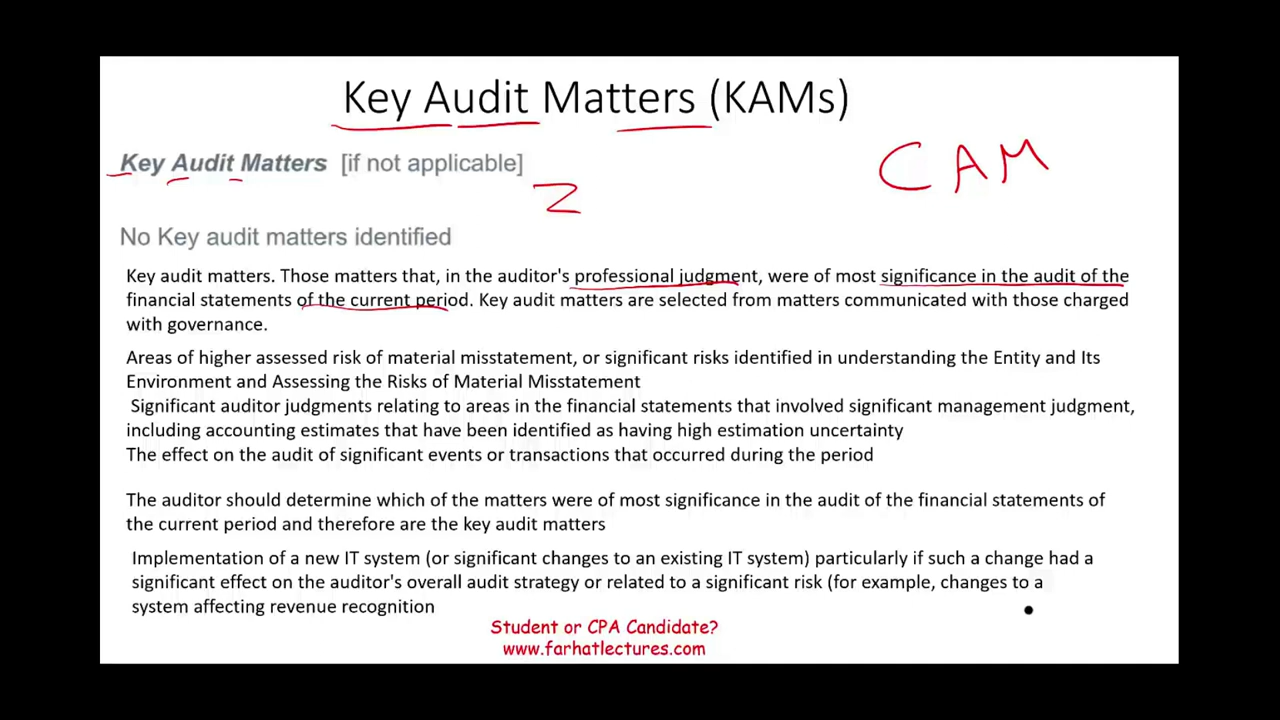 Key Audit Matters (KAMs)
CAM
Key Audit Matters [if not applicable]
No Key audit matters identified
Key audit matters. Those matters that, in the auditor's professional judgment, were of most significance in the audit of the
financial statements of the current period. Key audit matters are selected from matters communicated with those charged
with governance.
Areas of higher assessed risk of material misstatement, or significant risks identified in understanding the Entity and Its
Environment and Assessing the Risks of Material Misstatement
Significant auditor judgments relating to areas in the financial statements that involved significant management judgment,
including accounting estimates that have been identified as having high estimation uncertainty
The effect on the audit of significant events or transactions that occurred during the period
The auditor should determine which of the matters were of most significance in the audit of the financial statements of
the current period and therefore are the key audit matters
Implementation of a new IT system (or significant changes to an existing IT system) particularly if such a change had a
significant effect on the auditor's overall audit strategy or related to a significant risk (for example, changes to a
system affecting revenue recognition
Student or CPA Candidate?
www.farhatlectures.com